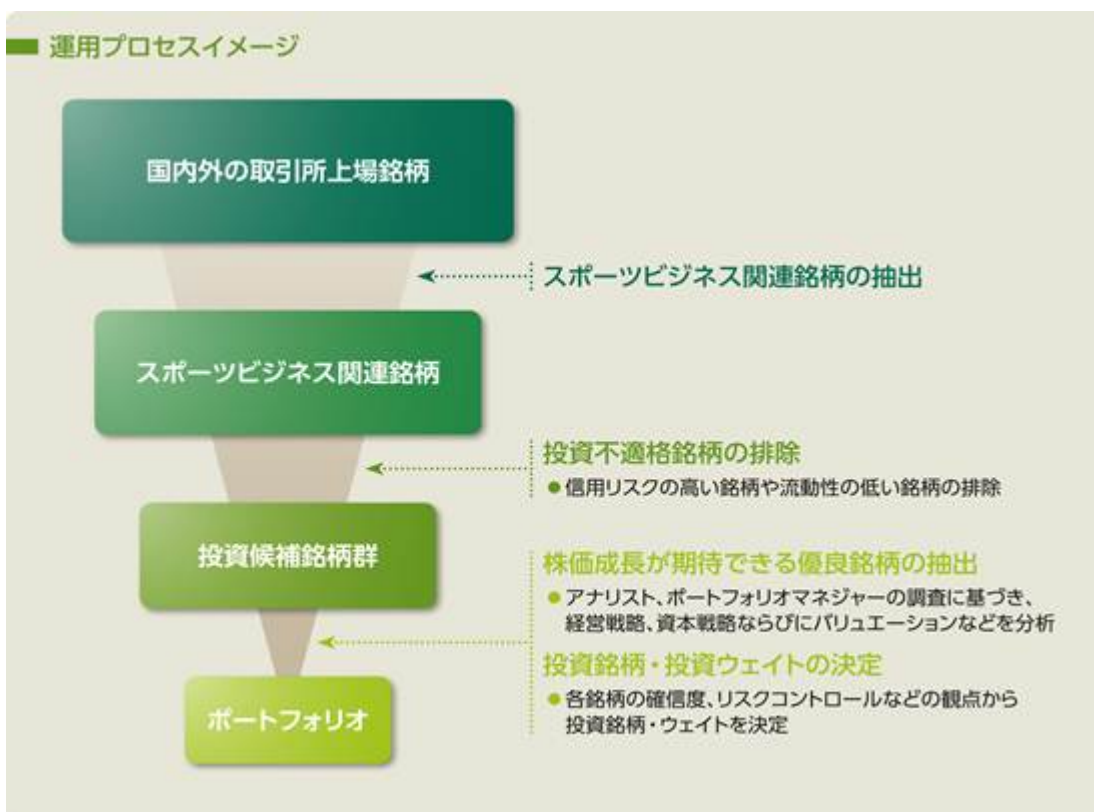 運用プロセスイメージ
国内外の取引所上場銘柄
スポーツビジネス関連銘柄の抽出
スポーツビジネス関連銘柄
投資不適格銘柄の排除
●信用リスクの高い銘柄や流動性の低い銘柄の排除
投資候補銘柄群
株価成長が期待できる優良銘柄の抽出
●アナリスト、ポートフォリオマネジャーの調査に基づき、
経営戦略、資本戦略ならびにバリュエーションなどを分析
投資銘柄・投資ウェイトの決定
●各銘柄の確信度、リスクコントロールなどの観点から
投資銘柄・ウェイトを決定
ポートフォリオ